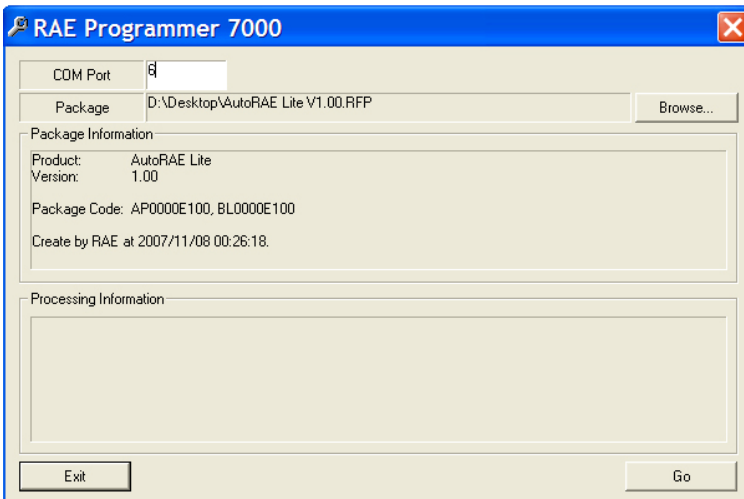 RAE Programmer 7000
COM Port 6
Package D:\Desktop\AutoRAE Lite V1.00.RFP Browse...
Package Information
Product: AutoRAE Lite
Version: 1.00
Package Code: AP0000E100, BL0000E100
Create by RAE at 2007/11/08 00:26:18.
Processing Information
Exit Go